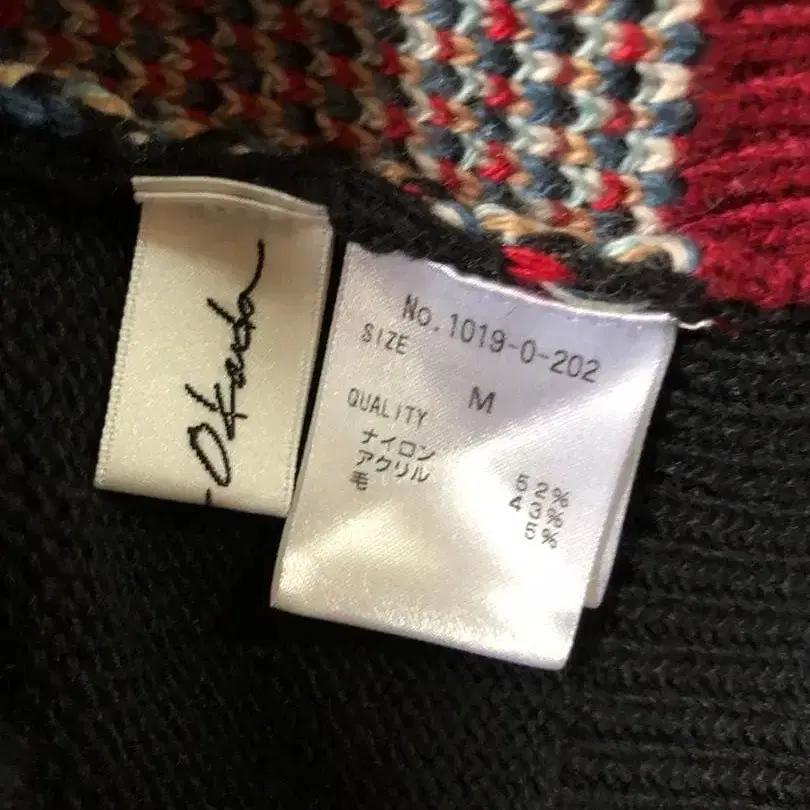 -Okada
No.1019-0-202
SIZE
M
QUALITY
ナイロン 52%
アクリル 43%
毛 5%